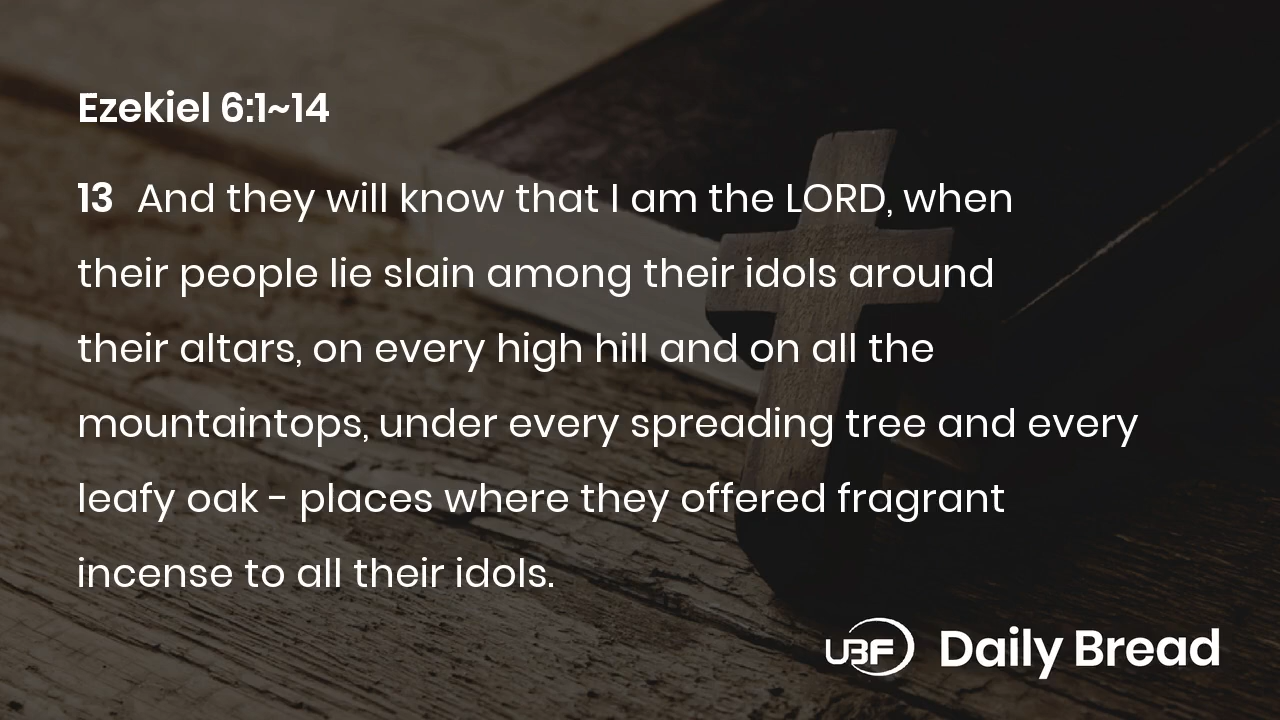 Ezekiel 6:1~14
13 And they will know that I am the LORD, when
their people lie slain among their idols around
their altars, on every high hill and on all the
mountaintops, under every spreading tree and every
leafy oak - places where they offered fragrant
incense to all their idols.
UBF Daily Bread